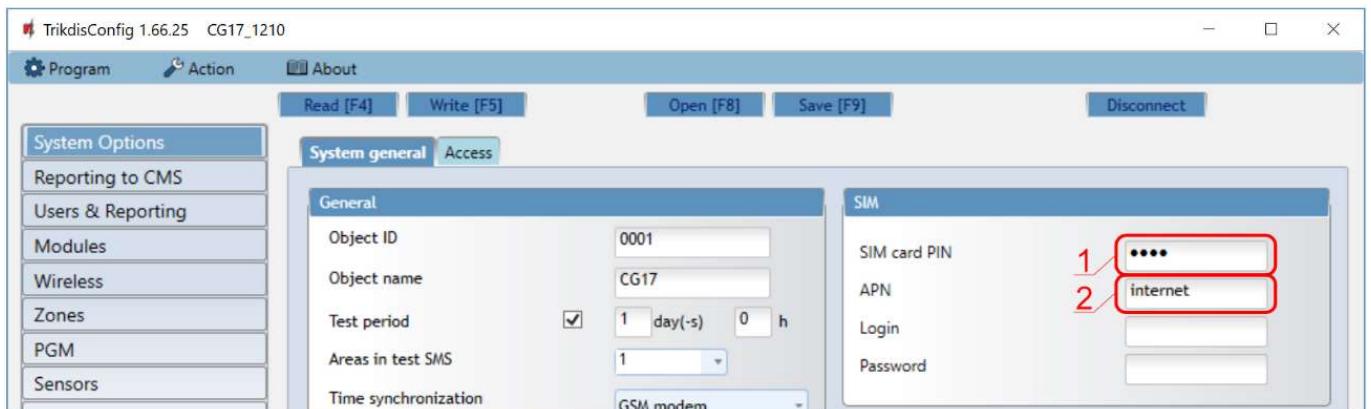 TrikdisConfig 1.66.25 CG17_1210
Program Action About
Read [F4] Write [F5] Open [F8] Save [F9] Disconnect
System Options
Reporting to CMS
Users & Reporting
Modules
Wireless
Zones
PGM
Sensors
System general Access
General
Object ID 0001
Object name CG17
Test period 1 day(-s) 0 h
Areas in test SMS 1
Time synchronization GSM modem
SIM
SIM card PIN 1 ••••
APN 2 internet
Login
Password